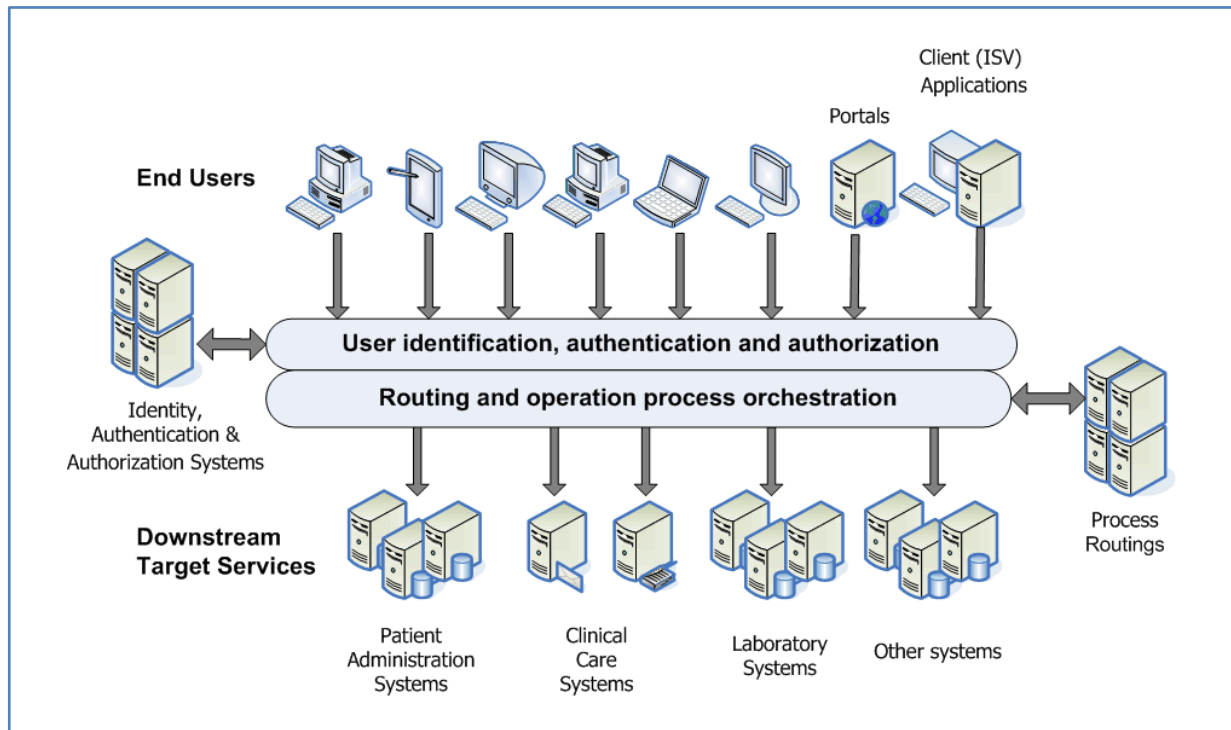 Client (ISV)
Applications
Portals
End Users
User identification, authentication and authorization
Routing and operation process orchestration
Identity,
Authentication &
Authorization Systems
Process
Routings
Downstream
Target Services
Patient
Administration
Systems
Clinical
Care
Systems
Laboratory
Systems
Other systems